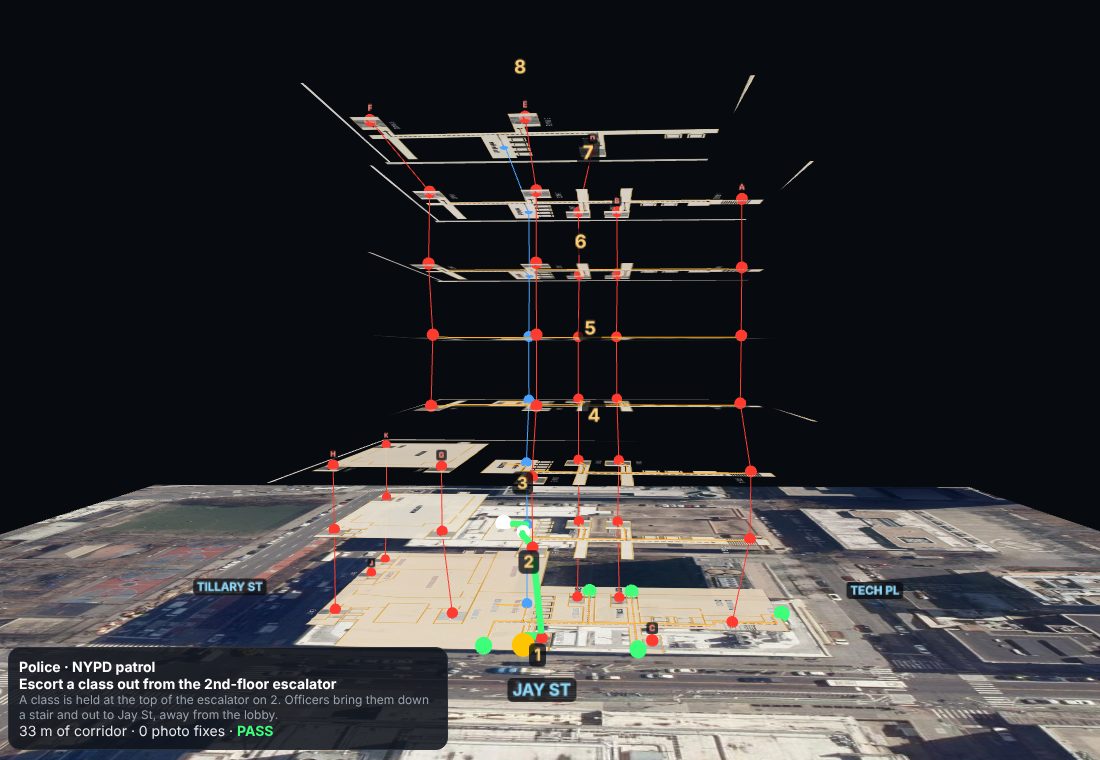 8
E
F
7
A
B
6
5
4
K
H
G
3
2
TILLARY ST
TECH PL
J
C
1
JAY ST
Police · NYPD patrol
Escort a class out from the 2nd-floor escalator
A class is held at the top of the escalator on 2. Officers bring them down
a stair and out to Jay St, away from the lobby.
33 m of corridor · 0 photo fixes · PASS